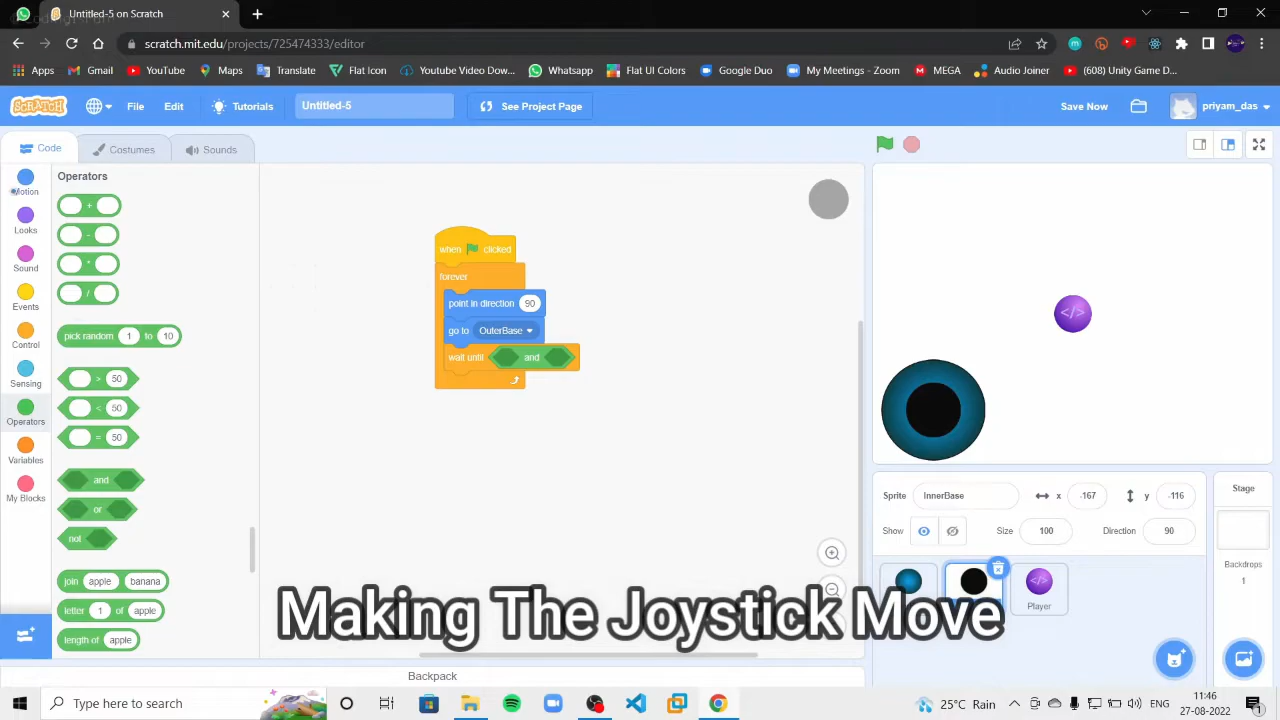 Untitled-5 on Scratch
scratch.mit.edu/projects/725474333/editor
Apps Gmail YouTube Maps Translate Flat icon Youtube Video Dow... Whatsapp Flat UI Colors Google Duo My Meetings - Zoom MEGA Audio Joiner (608) Unity Game D...
SCRATCH File Edit Tutorials Untitled-5 See Project Page Save Now priyam_das
Code Costumes Sounds
Motion
Looks
Sound
Events
Control
Sensing
Operators
Variables
My Blocks
Operators
+
-
*
/
pick random 1 to 10
> 50
< 50
= 50
and
or
not
join apple banana
letter 1 of apple
length of apple
when clicked
forever
point in direction 90
go to OuterBase
wait until and
Sprite InnerBase x -167 y -116
Show Size 100 Direction 90
Player
Stage
Backdrops
1
Making The Joystick Move
Backpack
Type here to search
25°C Rain
ENG
11:46
27-08-2022
1